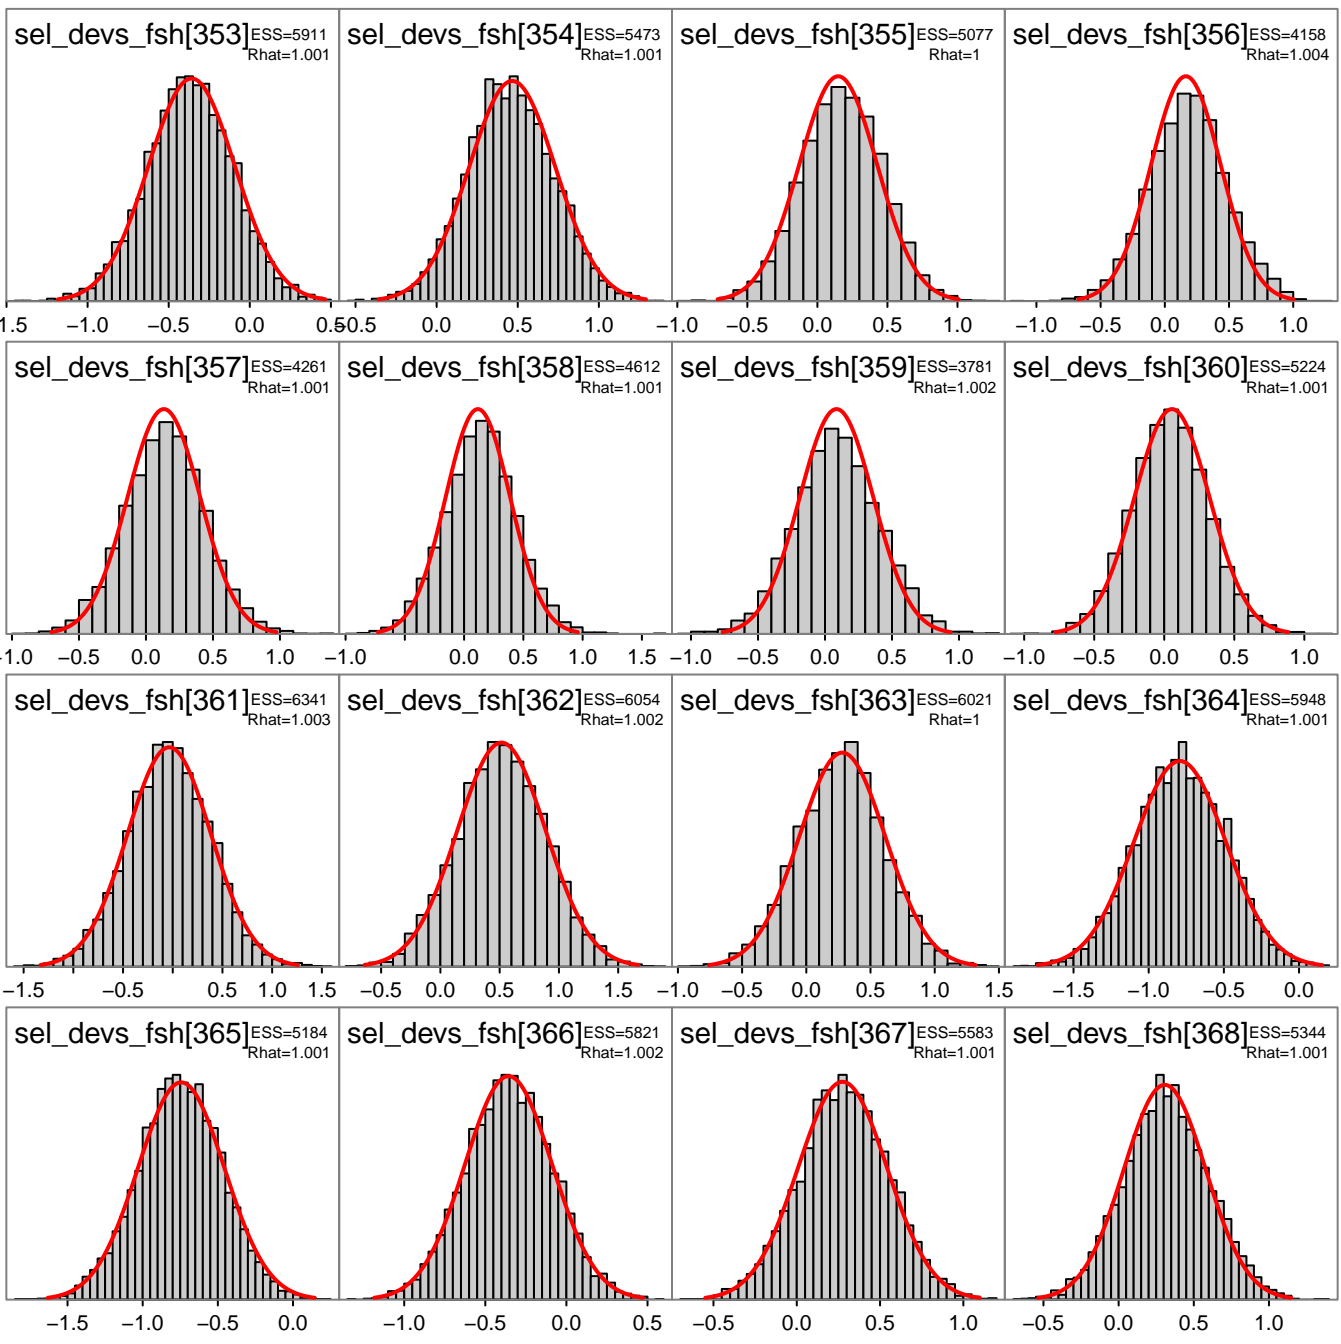 sel_devs_fsh[353] ESS=5911
Rhat=1.001
sel_devs_fsh[354] ESS=5473
Rhat=1.001
sel_devs_fsh[355] ESS=5077
Rhat=1
sel_devs_fsh[356] ESS=4158
Rhat=1.004
1.5 −1.0 −0.5 0.0 0.5
−0.5 0.0 0.5 1.0
−1.0 −0.5 0.0 0.5 1.0
−1.0 −0.5 0.0 0.5 1.0
sel_devs_fsh[357] ESS=4261
Rhat=1.001
sel_devs_fsh[358] ESS=4612
Rhat=1.001
sel_devs_fsh[359] ESS=3781
Rhat=1.002
sel_devs_fsh[360] ESS=5224
Rhat=1.001
−1.0 −0.5 0.0 0.5 1.0
−1.0 0.0 0.5 1.0 1.5
−1.0 −0.5 0.0 0.5 1.0
−1.0 −0.5 0.0 0.5 1.0
sel_devs_fsh[361] ESS=6341
Rhat=1.003
sel_devs_fsh[362] ESS=6054
Rhat=1.002
sel_devs_fsh[363] ESS=6021
Rhat=1
sel_devs_fsh[364] ESS=5948
Rhat=1.001
−1.5 −0.5 0.5 1.0 1.5
−0.5 0.0 0.5 1.0 1.5
−1.0 −0.5 0.0 0.5 1.0 1.5
−1.5 −1.0 −0.5 0.0
sel_devs_fsh[365] ESS=5184
Rhat=1.001
sel_devs_fsh[366] ESS=5821
Rhat=1.002
sel_devs_fsh[367] ESS=5583
Rhat=1.001
sel_devs_fsh[368] ESS=5344
Rhat=1.001
−1.5 −1.0 −0.5 0.0
−1.0 −0.5 0.0 0.5
−0.5 0.0 0.5 1.0
−0.5 0.0 0.5 1.0